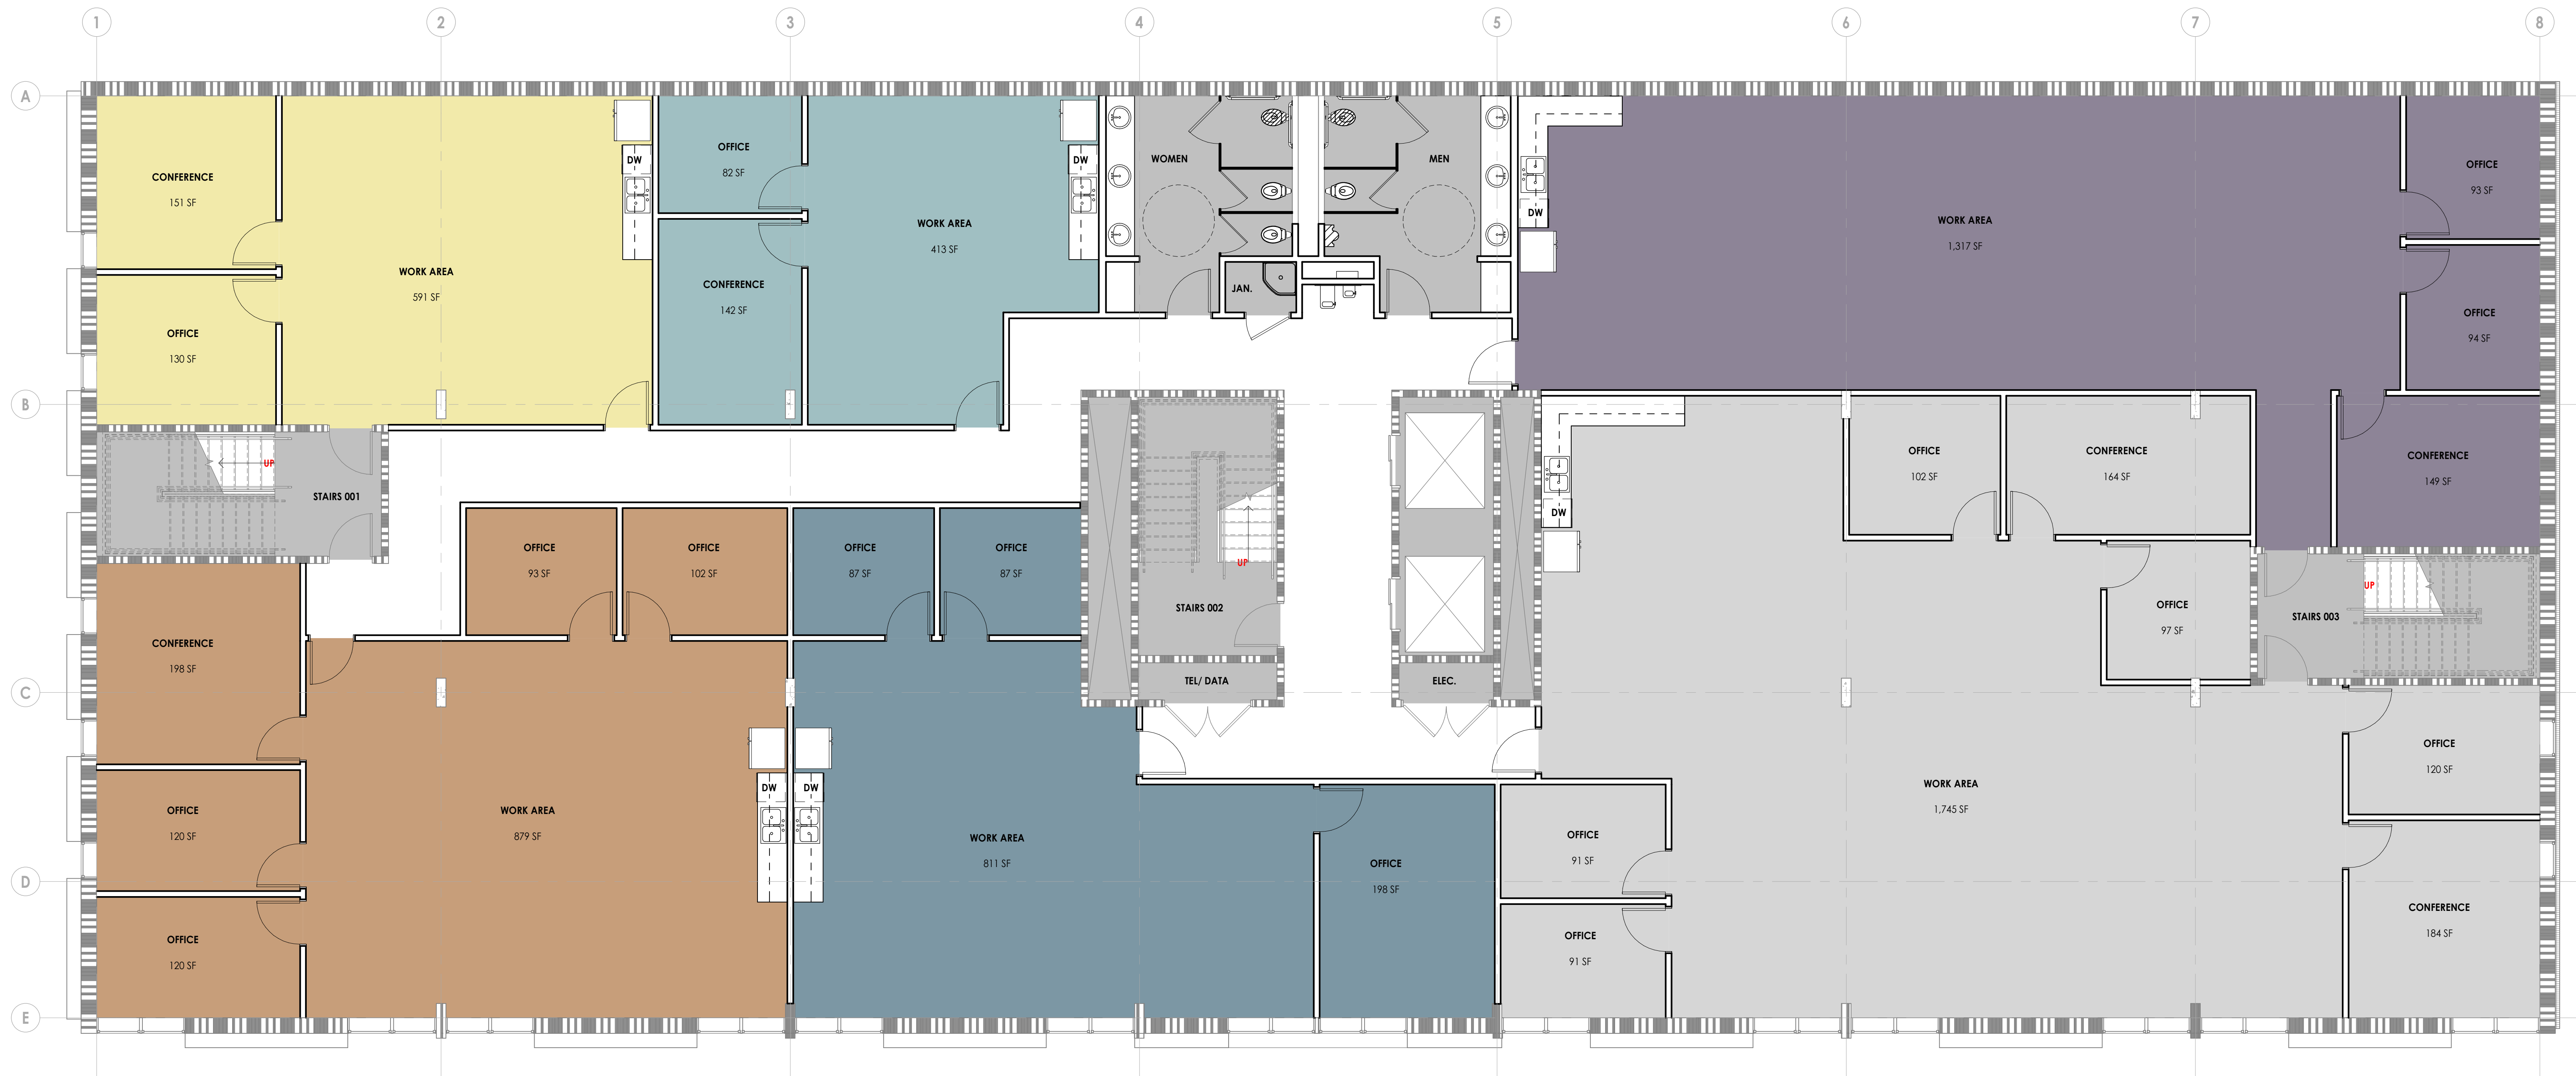 1 2 3 4 5 6 7 8
A
CONFERENCE
151 SF
OFFICE
130 SF
WORK AREA
591 SF
DW
OFFICE
82 SF
CONFERENCE
142 SF
WORK AREA
413 SF
DW
WOMEN
MEN
JAN.
DW
WORK AREA
1,317 SF
OFFICE
93 SF
OFFICE
94 SF
B
UP
STAIRS 001
OFFICE
93 SF
OFFICE
102 SF
OFFICE
87 SF
OFFICE
87 SF
UP
STAIRS 002
TEL/ DATA
ELEC.
DW
OFFICE
102 SF
CONFERENCE
164 SF
CONFERENCE
149 SF
OFFICE
97 SF
UP
STAIRS 003
C
CONFERENCE
198 SF
OFFICE
120 SF
OFFICE
120 SF
WORK AREA
879 SF
DW
DW
WORK AREA
811 SF
OFFICE
198 SF
OFFICE
91 SF
OFFICE
91 SF
WORK AREA
1,745 SF
OFFICE
120 SF
CONFERENCE
184 SF
D
E